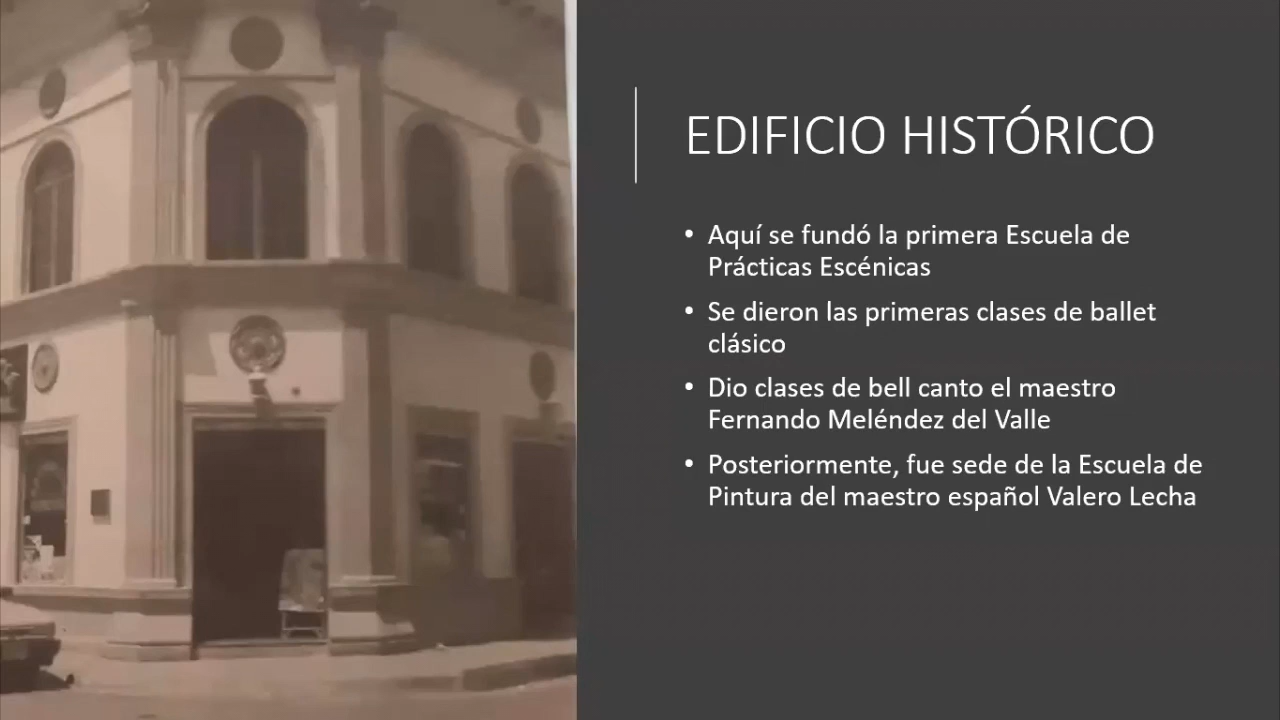 EDIFICIO HISTÓRICO
• Aquí se fundó la primera Escuela de
Prácticas Escénicas
• Se dieron las primeras clases de ballet
clásico
• Dio clases de bell canto el maestro
Fernando Meléndez del Valle
• Posteriormente, fue sede de la Escuela de
Pintura del maestro español Valero Lecha